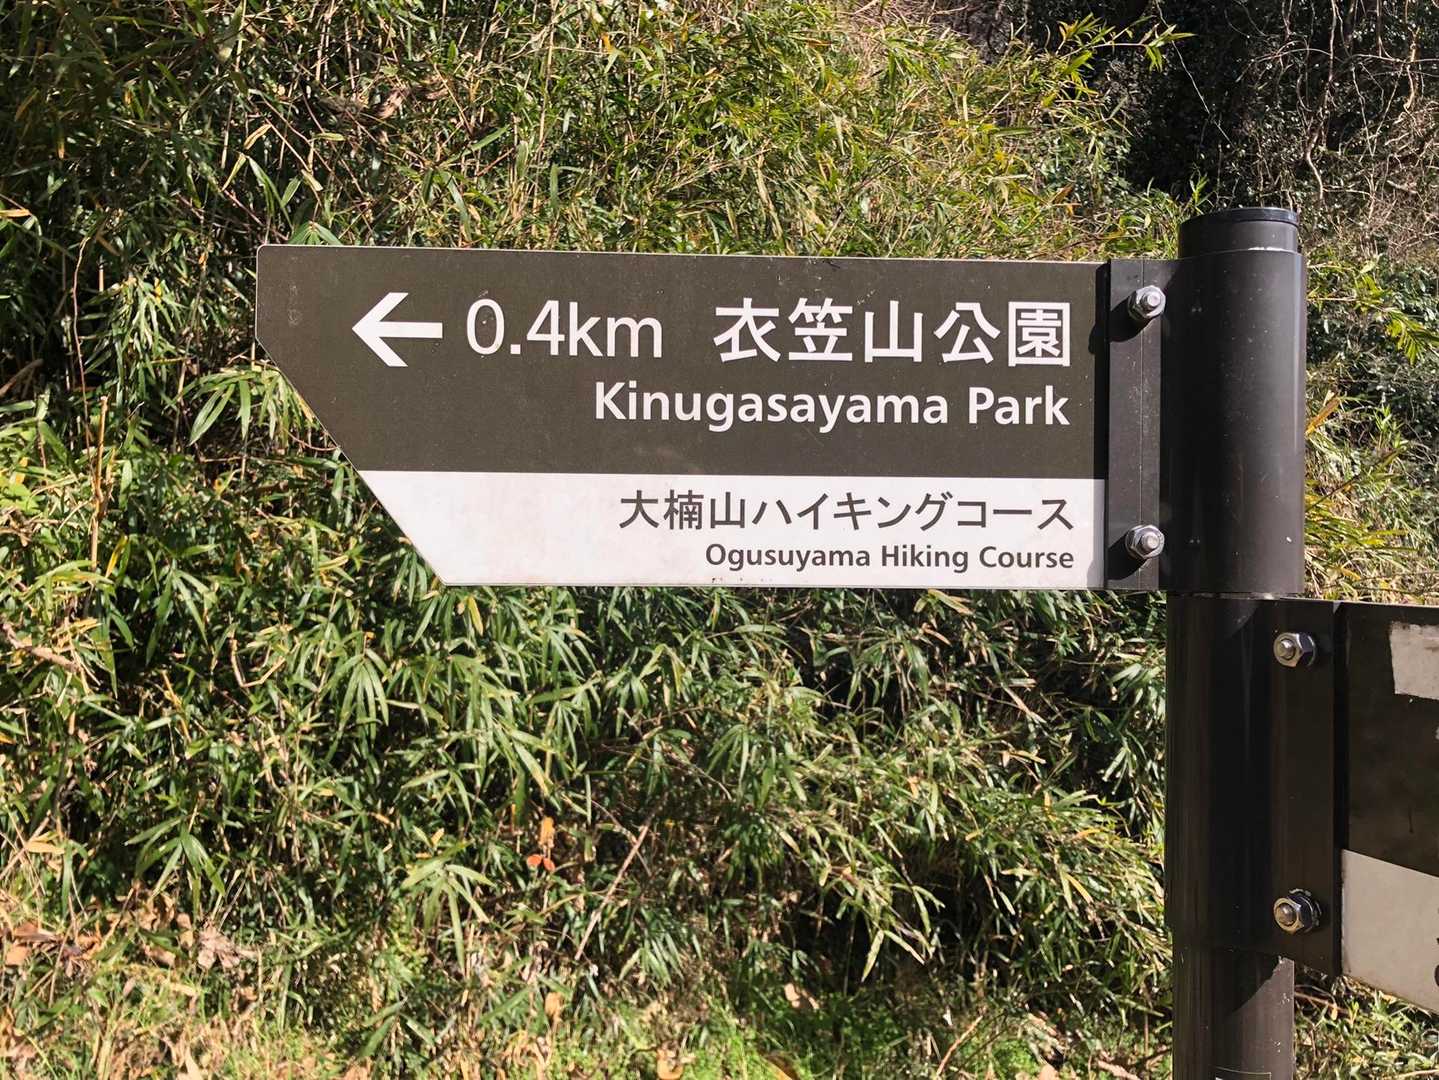 ← 0.4km 衣笠山公園
Kinugasayama Park
大楠山ハイキングコース
Ogusuyama Hiking Course